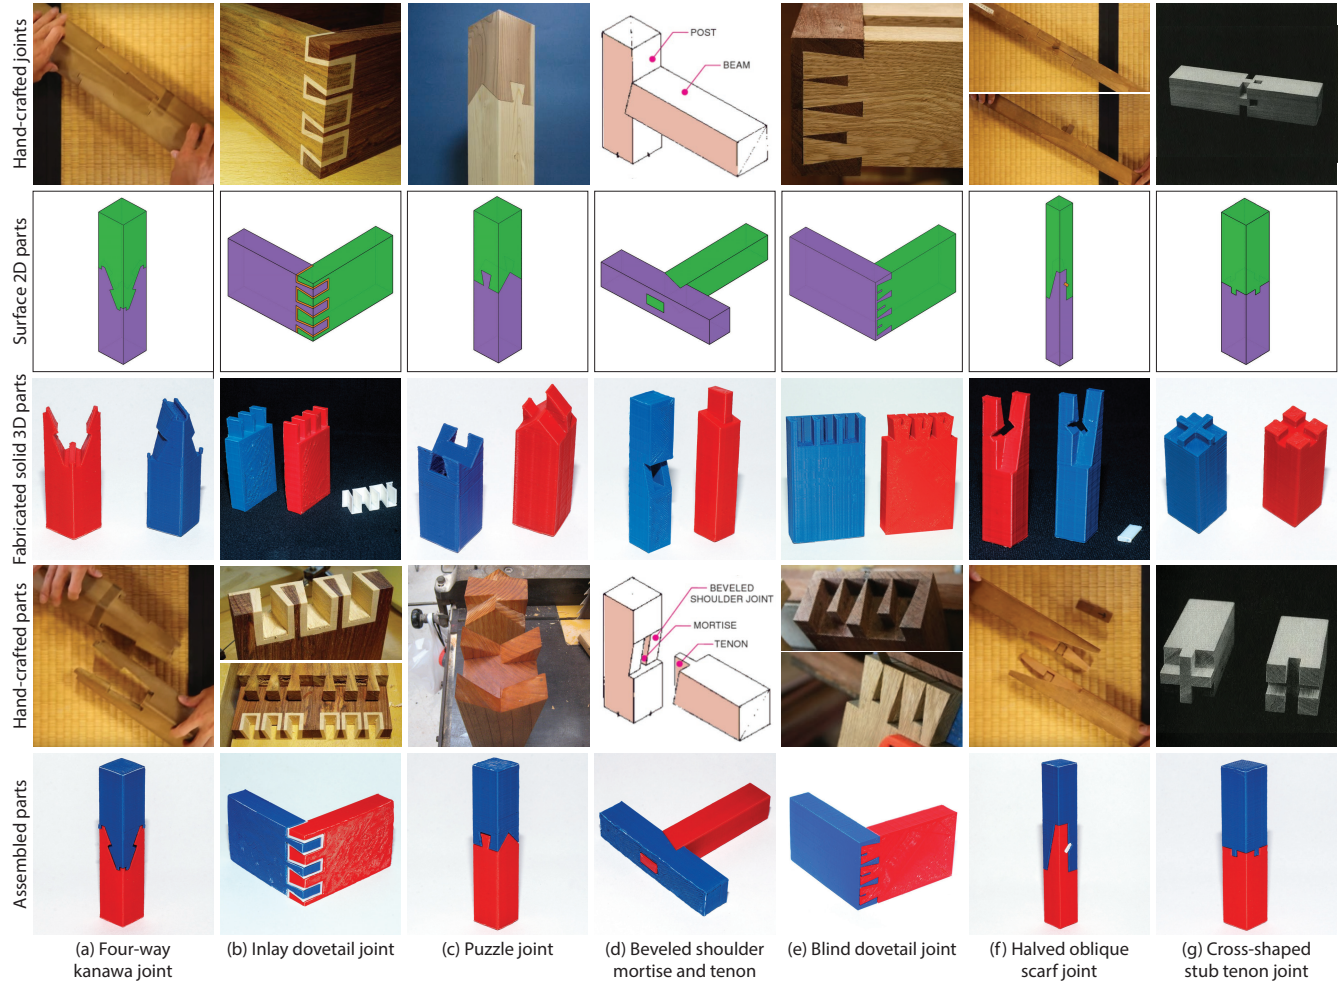 Hand-crafted joints
POST
BEAM
Surface 2D parts
Fabricated solid 3D parts
Hand-crafted parts
BEVELED
SHOULDER JOINT
MORTISE
TENON
Assembled parts
(a) Four-way
kanawa joint
(b) Inlay dovetail joint
(c) Puzzle joint
(d) Beveled shoulder
mortise and tenon
(e) Blind dovetail joint
(f) Halved oblique
scarf joint
(g) Cross-shaped
stub tenon joint